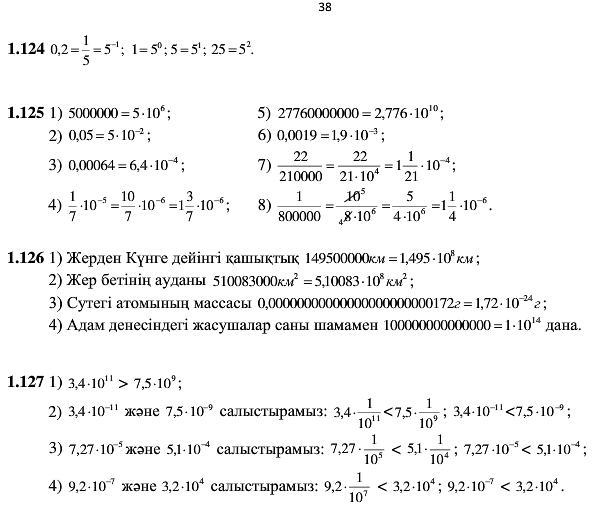 38
1.124 0,2 = 1/5 = 5⁻¹; 1 = 5⁰; 5 = 5¹; 25 = 5².
1.125 1) 5000000 = 5·10⁶;
2) 0,05 = 5·10⁻²;
3) 0,00064 = 6,4·10⁻⁴;
4) 1/7·10⁻⁵ = 10/7·10⁻⁶ = 1 3/7·10⁻⁶;
5) 27760000000 = 2,776·10¹⁰;
6) 0,0019 = 1,9·10⁻³;
7) 22/210000 = 22/(21·10⁴) = 1 1/21·10⁻⁴;
8) 1/800000 = 10⁵/(₄8·10⁶) = 5/(4·10⁶) = 1 1/4·10⁻⁶.
1.126 1) Жерден Күнге дейінгі қашықтық 149500000км = 1,495·10⁸км;
2) Жер бетінің ауданы 510083000км² = 5,10083·10⁸км²;
3) Сутегі атомының массасы 0,00000000000000000000000172г = 1,72·10⁻²⁴г;
4) Адам денесіндегі жасушалар саны шамамен 100000000000000 = 1·10¹⁴ дана.
1.127 1) 3,4·10¹¹ > 7,5·10⁹;
2) 3,4·10⁻¹¹ және 7,5·10⁻⁹ салыстырамыз: 3,4·1/10¹¹ < 7,5·1/10⁹; 3,4·10⁻¹¹ < 7,5·10⁻⁹;
3) 7,27·10⁻⁵ және 5,1·10⁻⁴ салыстырамыз: 7,27·1/10⁵ < 5,1·1/10⁴; 7,27·10⁻⁵ < 5,1·10⁻⁴;
4) 9,2·10⁻⁷ және 3,2·10⁴ салыстырамыз: 9,2·1/10⁷ < 3,2·10⁴; 9,2·10⁻⁷ < 3,2·10⁴.